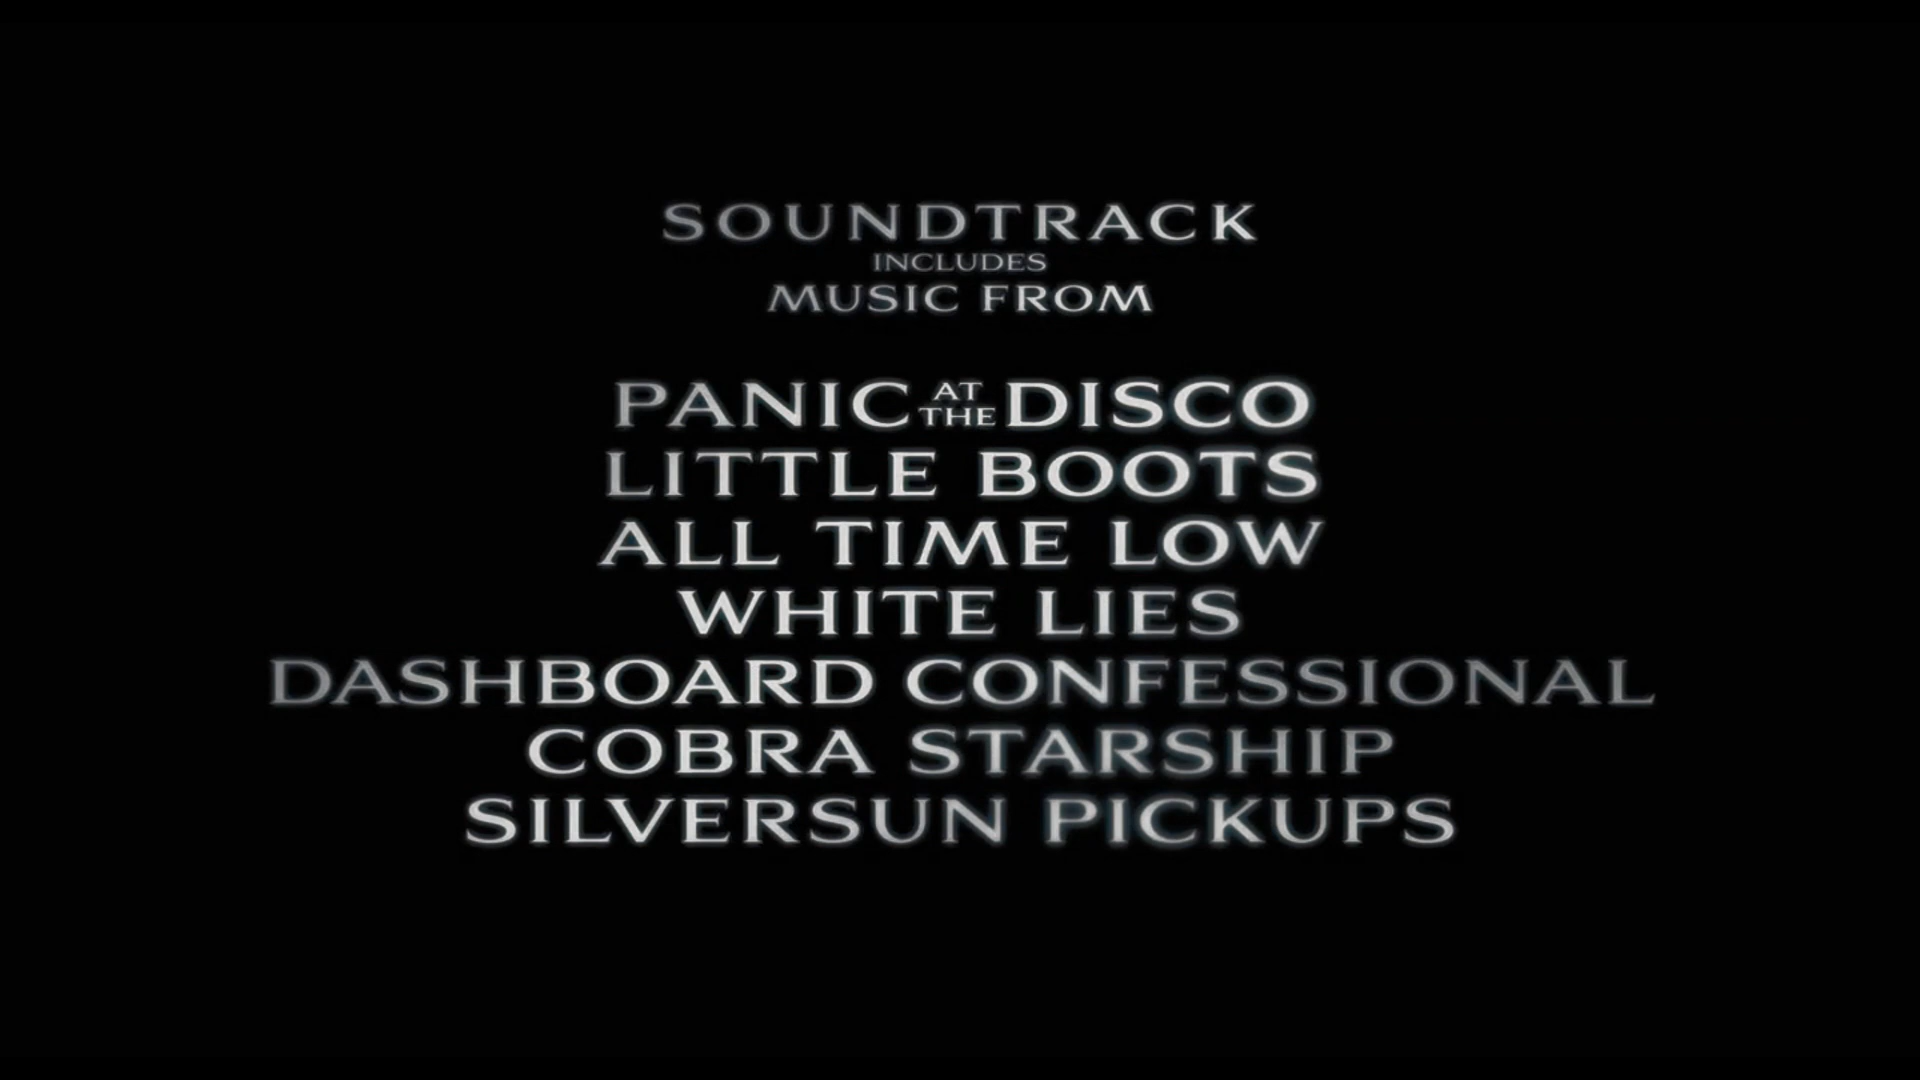 SOUNDTRACK
INCLUDES
MUSIC FROM
PANIC AT THE DISCO
LITTLE BOOTS
ALL TIME LOW
WHITE LIES
DASHBOARD CONFESSIONAL
COBRA STARSHIP
SILVERSUN PICKUPS